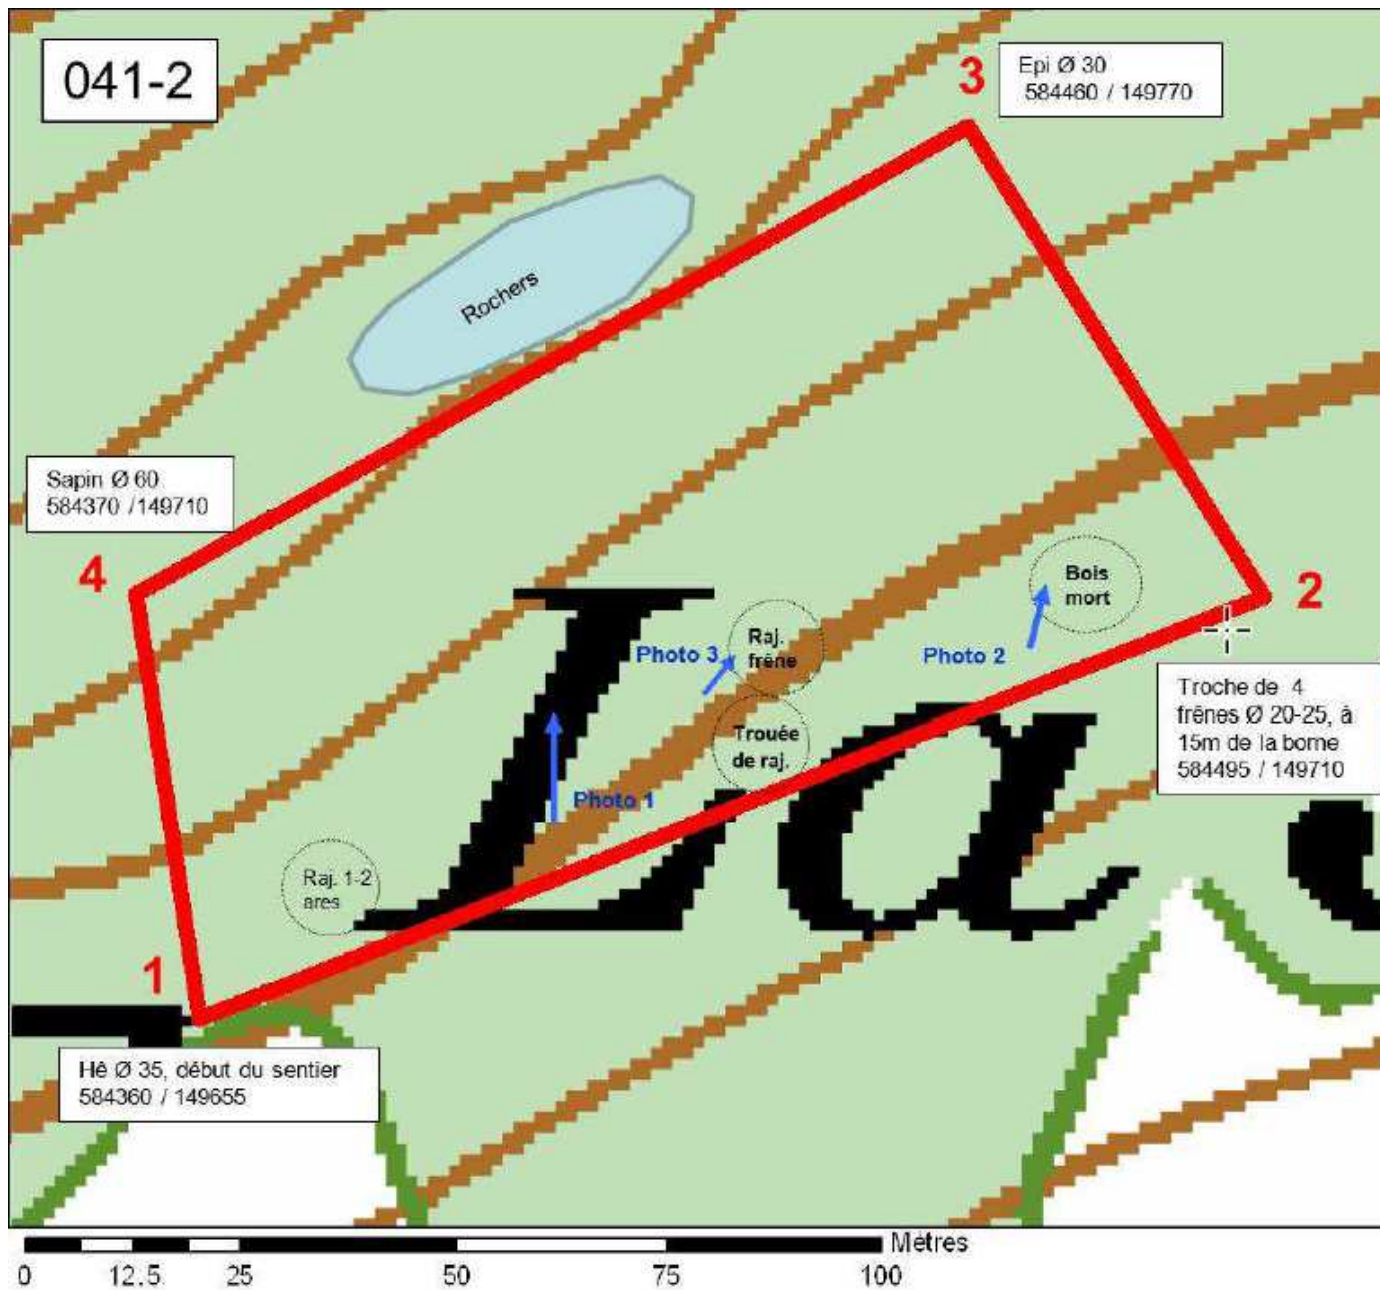 041-2
3
Epi Ø 30
584460 / 149770
Rochers
Sapin Ø 60
584370 /149710
4
Bois
mort
2
Raj.
frêne
Photo 3
Photo 2
La
Troche de 4
frênes Ø 20-25, à
15m de la borne
584495 / 149710
Trouée
de raj.
Photo 1
Raj. 1-2
ares
1
Hê Ø 35, début du sentier
584360 / 149655
Mètres
0 12.5 25 50 75 100